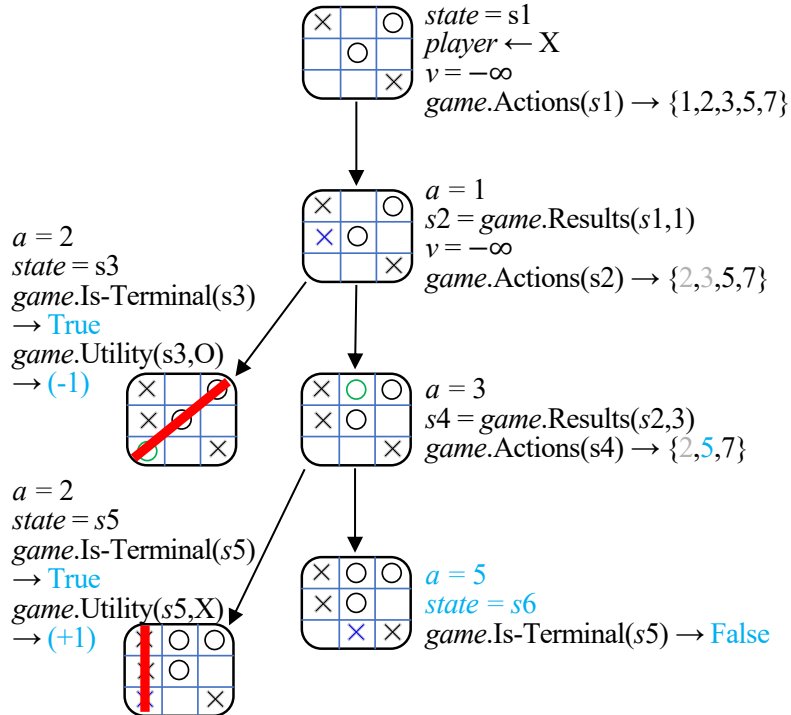 state = s1
player ← X
v = −∞
game.Actions(s1) → {1,2,3,5,7}
a = 1
s2 = game.Results(s1,1)
v = −∞
game.Actions(s2) → {2,3,5,7}
a = 2
state = s3
game.Is-Terminal(s3)
→ True
game.Utility(s3,O)
→ (-1)
a = 3
s4 = game.Results(s2,3)
game.Actions(s4) → {2,5,7}
a = 2
state = s5
game.Is-Terminal(s5)
→ True
game.Utility(s5,X)
→ (+1)
a = 5
state = s6
game.Is-Terminal(s5) → False